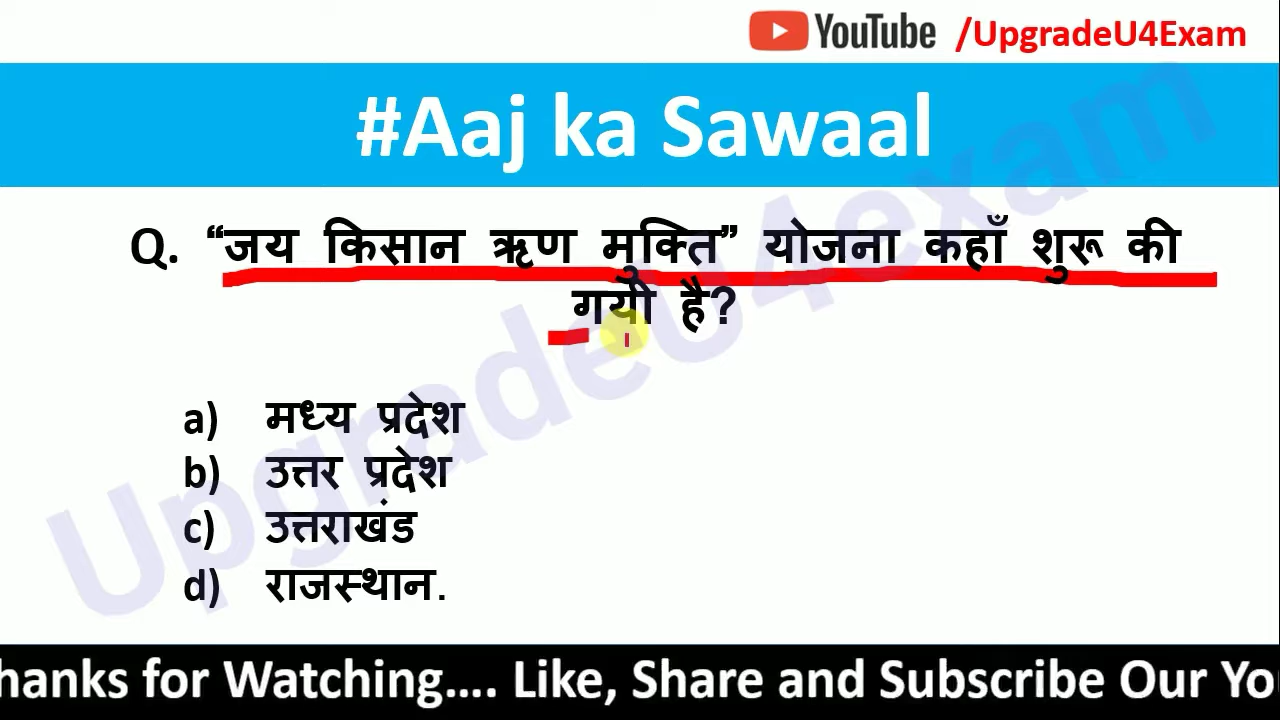 YouTube /UpgradeU4Exam
#Aaj ka Sawaal
Q. “जय किसान ऋण मुक्ति” योजना कहाँ शुरू की
गयी है?
a) मध्य प्रदेश
b) उत्तर प्रदेश
c) उत्तराखंड
d) राजस्थान.
UpgradeU4exam
hanks for Watching.... Like, Share and Subscribe Our Yo